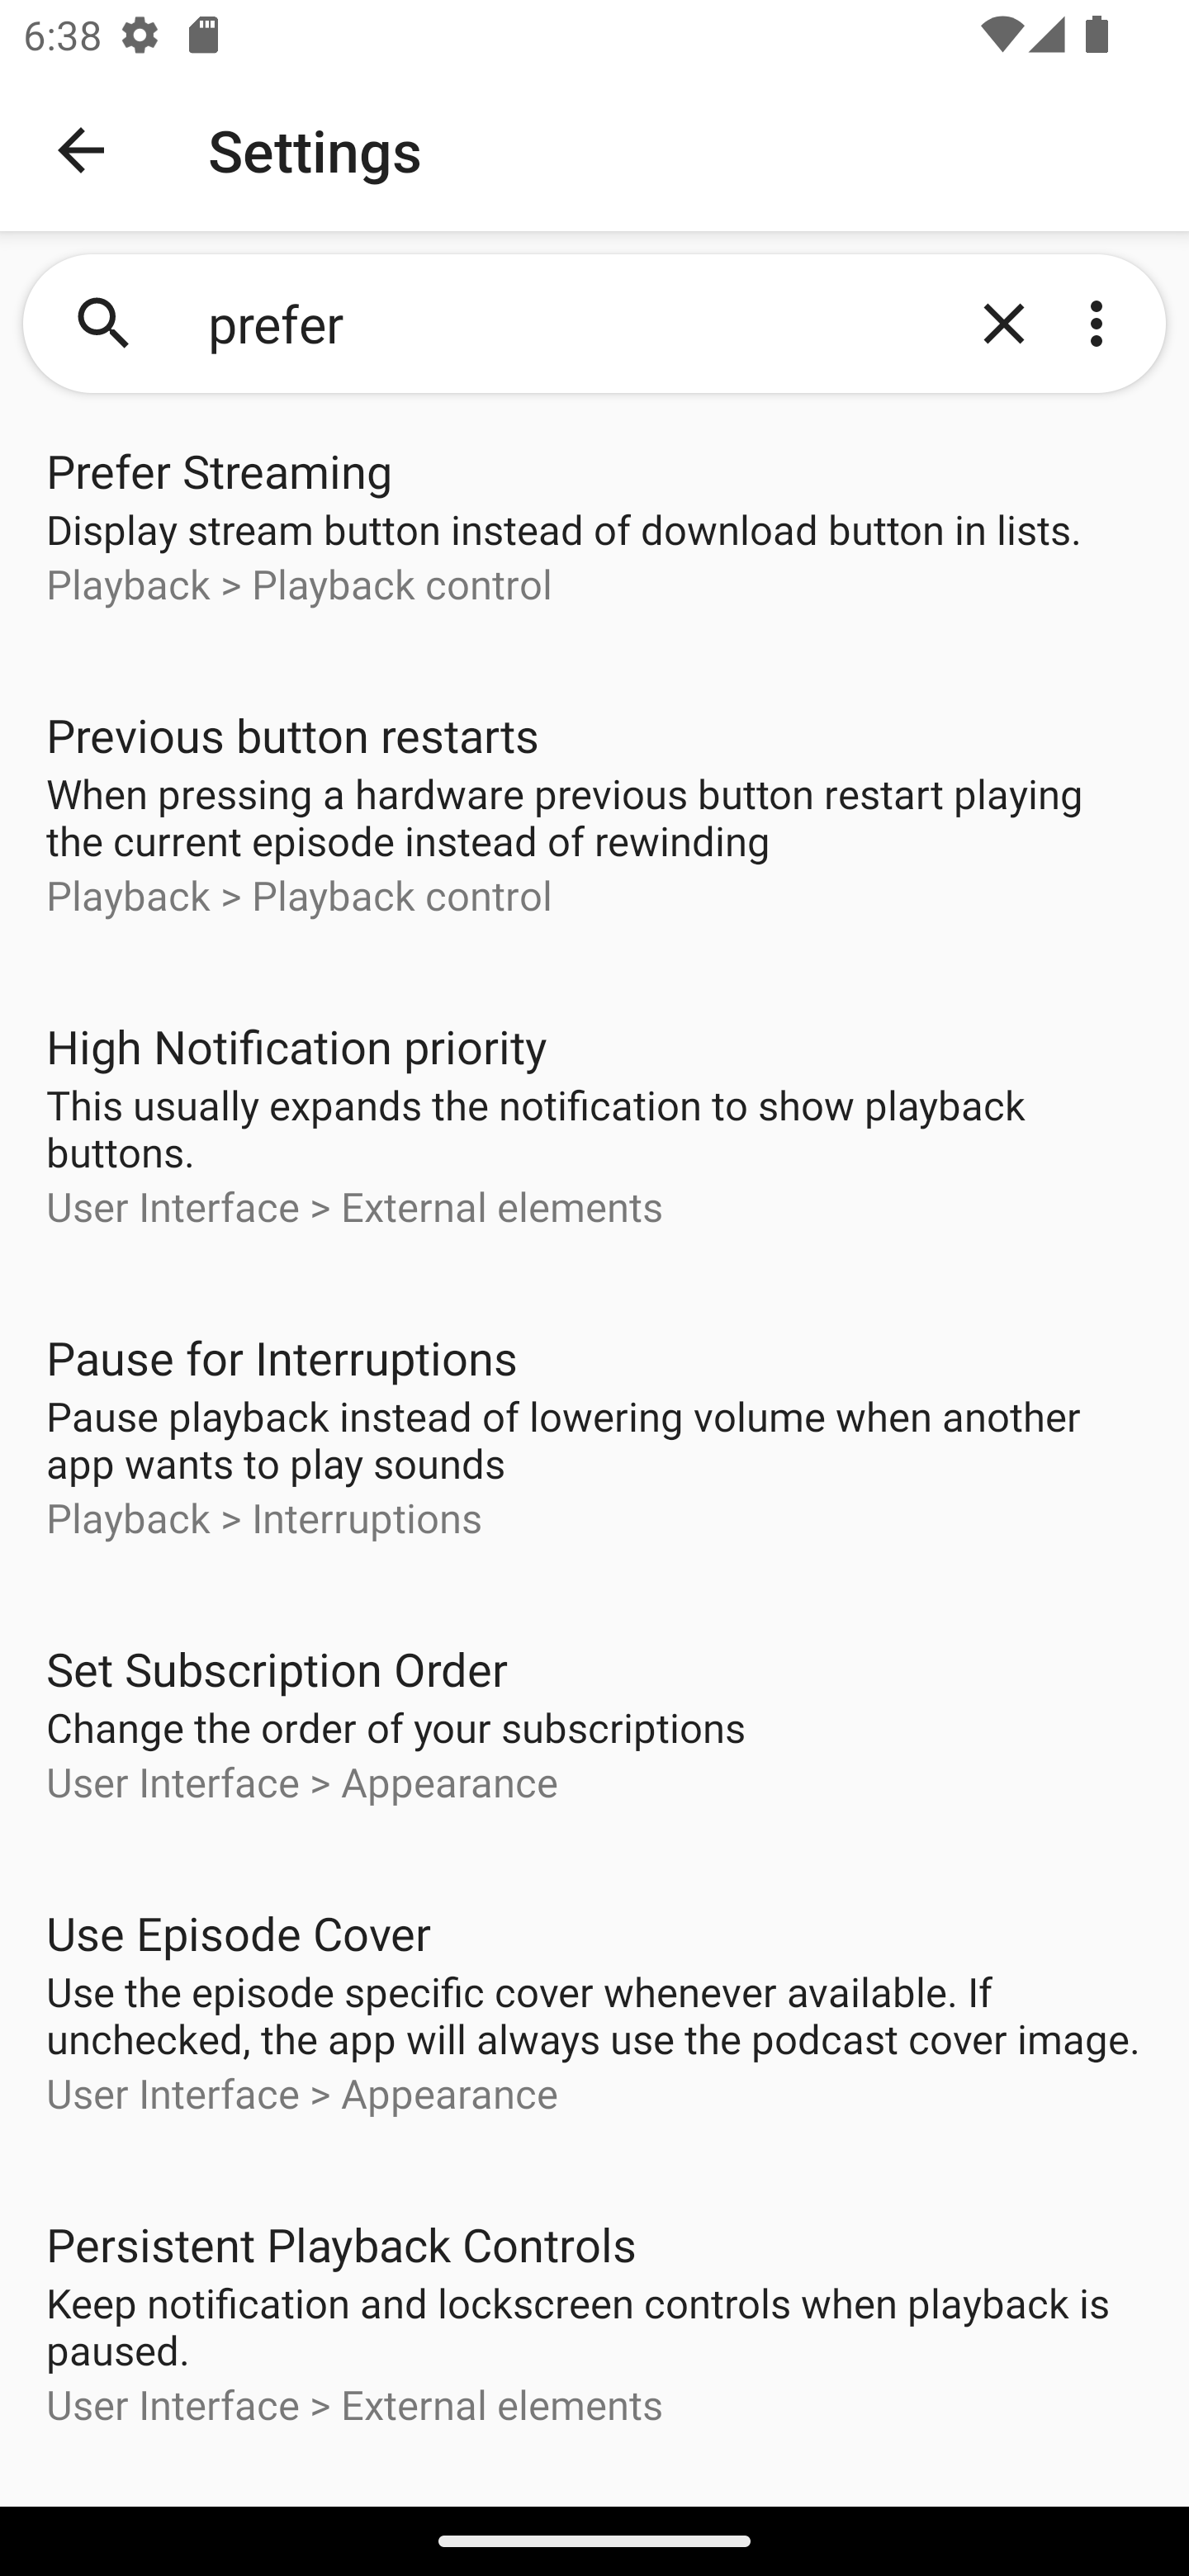 6:38
Settings
prefer
Prefer Streaming
Display stream button instead of download button in lists.
Playback > Playback control
Previous button restarts
When pressing a hardware previous button restart playing
the current episode instead of rewinding
Playback > Playback control
High Notification priority
This usually expands the notification to show playback
buttons.
User Interface > External elements
Pause for Interruptions
Pause playback instead of lowering volume when another
app wants to play sounds
Playback > Interruptions
Set Subscription Order
Change the order of your subscriptions
User Interface > Appearance
Use Episode Cover
Use the episode specific cover whenever available. If
unchecked, the app will always use the podcast cover image.
User Interface > Appearance
Persistent Playback Controls
Keep notification and lockscreen controls when playback is
paused.
User Interface > External elements